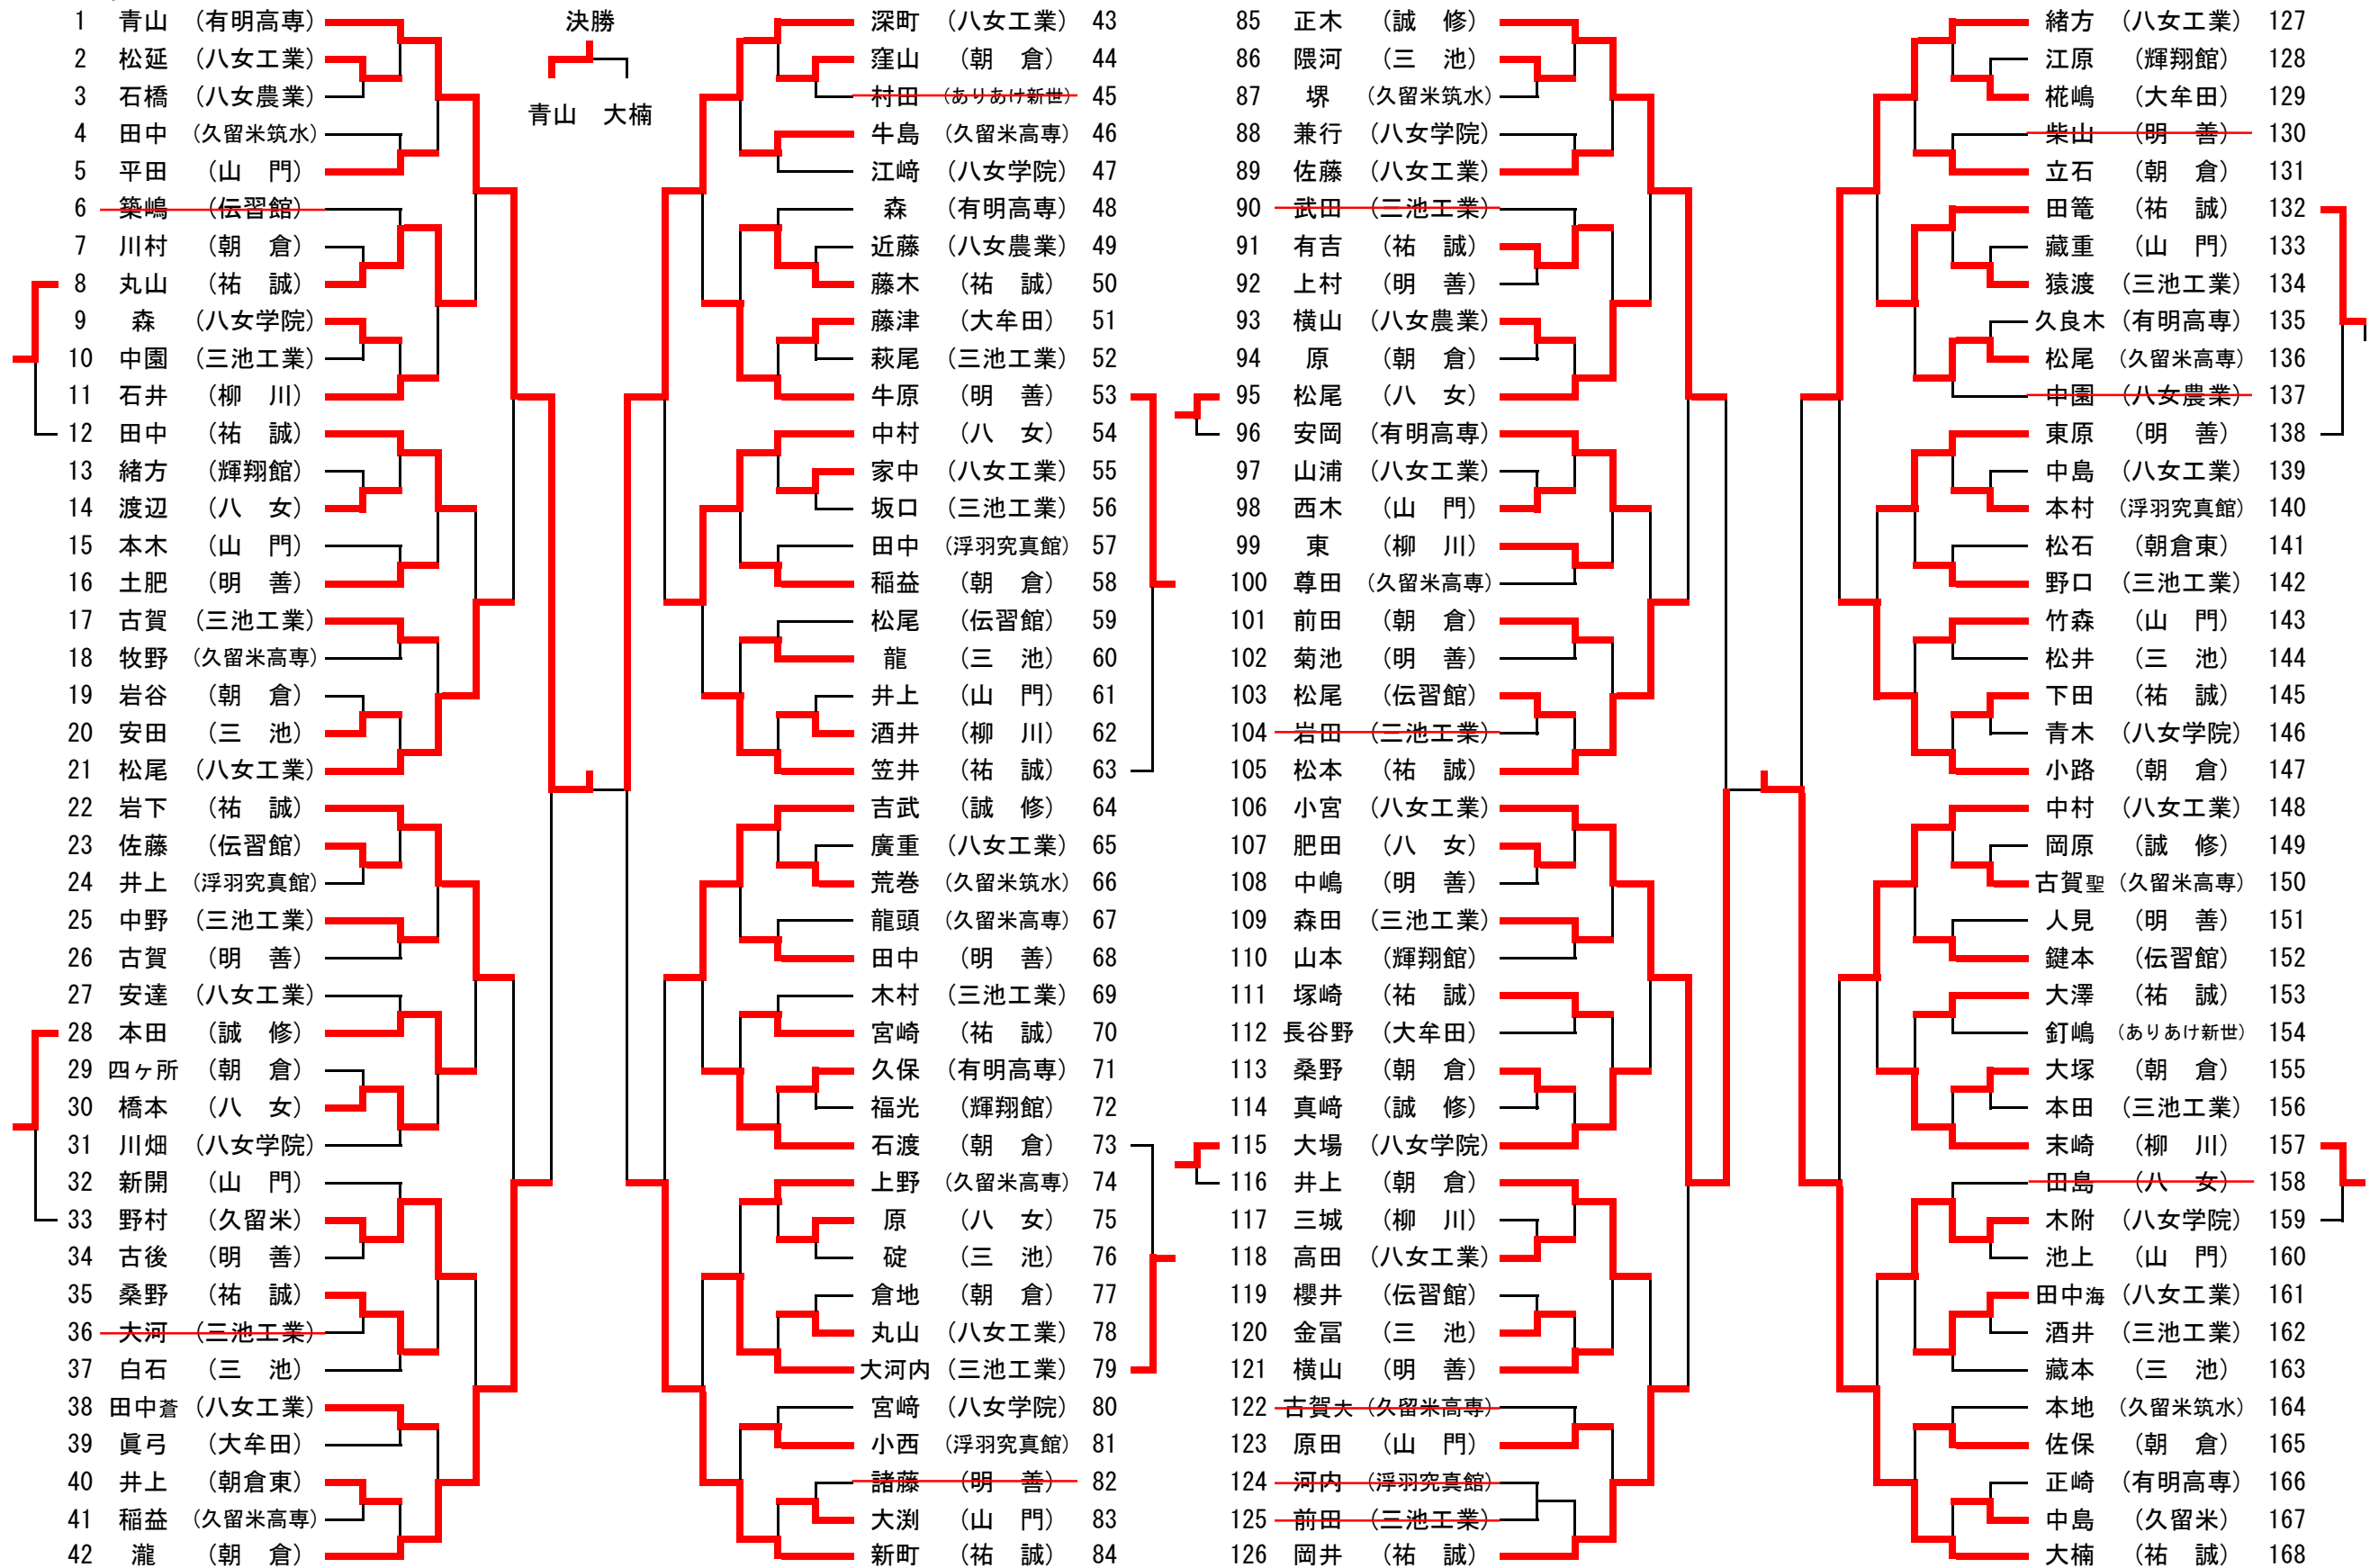 決勝
青山　大楠
1 青山 （有明高専）
2 松延 （八女工業）
3 石橋 （八女農業）
4 田中 （久留米筑水）
5 平田 （山　門）
6 築嶋 （伝習館）
7 川村 （朝　倉）
8 丸山 （祐　誠）
9 森 （八女学院）
10 中園 （三池工業）
11 石井 （柳　川）
12 田中 （祐　誠）
13 緒方 （輝翔館）
14 渡辺 （八　女）
15 本木 （山　門）
16 土肥 （明　善）
17 古賀 （三池工業）
18 牧野 （久留米高専）
19 岩谷 （朝　倉）
20 安田 （三　池）
21 松尾 （八女工業）
22 岩下 （祐　誠）
23 佐藤 （伝習館）
24 井上 （浮羽究真館）
25 中野 （三池工業）
26 古賀 （明　善）
27 安達 （八女工業）
28 本田 （誠　修）
29 四ヶ所 （朝　倉）
30 橋本 （八　女）
31 川畑 （八女学院）
32 新開 （山　門）
33 野村 （久留米）
34 古後 （明　善）
35 桑野 （祐　誠）
36 大河 （三池工業）
37 白石 （三　池）
38 田中蒼 （八女工業）
39 眞弓 （大牟田）
40 井上 （朝倉東）
41 稲益 （久留米高専）
42 瀧 （朝　倉）
深町 （八女工業） 43
窪山 （朝　倉） 44
村田 （ありあけ新世） 45
牛島 （久留米高専） 46
江﨑 （八女学院） 47
森 （有明高専） 48
近藤 （八女農業） 49
藤木 （祐　誠） 50
藤津 （大牟田） 51
萩尾 （三池工業） 52
牛原 （明　善） 53
中村 （八　女） 54
家中 （八女工業） 55
坂口 （三池工業） 56
田中 （浮羽究真館） 57
稲益 （朝　倉） 58
松尾 （伝習館） 59
龍 （三　池） 60
井上 （山　門） 61
酒井 （柳　川） 62
笠井 （祐　誠） 63
吉武 （誠　修） 64
廣重 （八女工業） 65
荒巻 （久留米筑水） 66
龍頭 （久留米高専） 67
田中 （明　善） 68
木村 （三池工業） 69
宮崎 （祐　誠） 70
久保 （有明高専） 71
福光 （輝翔館） 72
石渡 （朝　倉） 73
上野 （久留米高専） 74
原 （八　女） 75
碇 （三　池） 76
倉地 （朝　倉） 77
丸山 （八女工業） 78
大河内 （三池工業） 79
宮﨑 （八女学院） 80
小西 （浮羽究真館） 81
諸藤 （明　善） 82
大渕 （山　門） 83
新町 （祐　誠） 84
85 正木 （誠　修）
86 隈河 （三　池）
87 堺 （久留米筑水）
88 兼行 （八女学院）
89 佐藤 （八女工業）
90 武田 （三池工業）
91 有吉 （祐　誠）
92 上村 （明　善）
93 横山 （八女農業）
94 原 （朝　倉）
95 松尾 （八　女）
96 安岡 （有明高専）
97 山浦 （八女工業）
98 西木 （山　門）
99 東 （柳　川）
100 尊田 （久留米高専）
101 前田 （朝　倉）
102 菊池 （明　善）
103 松尾 （伝習館）
104 岩田 （三池工業）
105 松本 （祐　誠）
106 小宮 （八女工業）
107 肥田 （八　女）
108 中嶋 （明　善）
109 森田 （三池工業）
110 山本 （輝翔館）
111 塚崎 （祐　誠）
112 長谷野 （大牟田）
113 桑野 （朝　倉）
114 真﨑 （誠　修）
115 大場 （八女学院）
116 井上 （朝　倉）
117 三城 （柳　川）
118 高田 （八女工業）
119 櫻井 （伝習館）
120 金冨 （三　池）
121 横山 （明　善）
122 古賀大 （久留米高専）
123 原田 （山　門）
124 河内 （浮羽究真館）
125 前田 （三池工業）
126 岡井 （祐　誠）
緒方 （八女工業） 127
江原 （輝翔館） 128
椛嶋 （大牟田） 129
柴山 （明　善） 130
立石 （朝　倉） 131
田篭 （祐　誠） 132
藏重 （山　門） 133
猿渡 （三池工業） 134
久良木 （有明高専） 135
松尾 （久留米高専） 136
中園 （八女農業） 137
東原 （明　善） 138
中島 （八女工業） 139
本村 （浮羽究真館） 140
松石 （朝倉東） 141
野口 （三池工業） 142
竹森 （山　門） 143
松井 （三　池） 144
下田 （祐　誠） 145
青木 （八女学院） 146
小路 （朝　倉） 147
中村 （八女工業） 148
岡原 （誠　修） 149
古賀聖 （久留米高専） 150
人見 （明　善） 151
鍵本 （伝習館） 152
大澤 （祐　誠） 153
釘嶋 （ありあけ新世） 154
大塚 （朝　倉） 155
本田 （三池工業） 156
末崎 （柳　川） 157
田島 （八　女） 158
木附 （八女学院） 159
池上 （山　門） 160
田中海 （八女工業） 161
酒井 （三池工業） 162
藏本 （三　池） 163
本地 （久留米筑水） 164
佐保 （朝　倉） 165
正崎 （有明高専） 166
中島 （久留米） 167
大楠 （祐　誠） 168